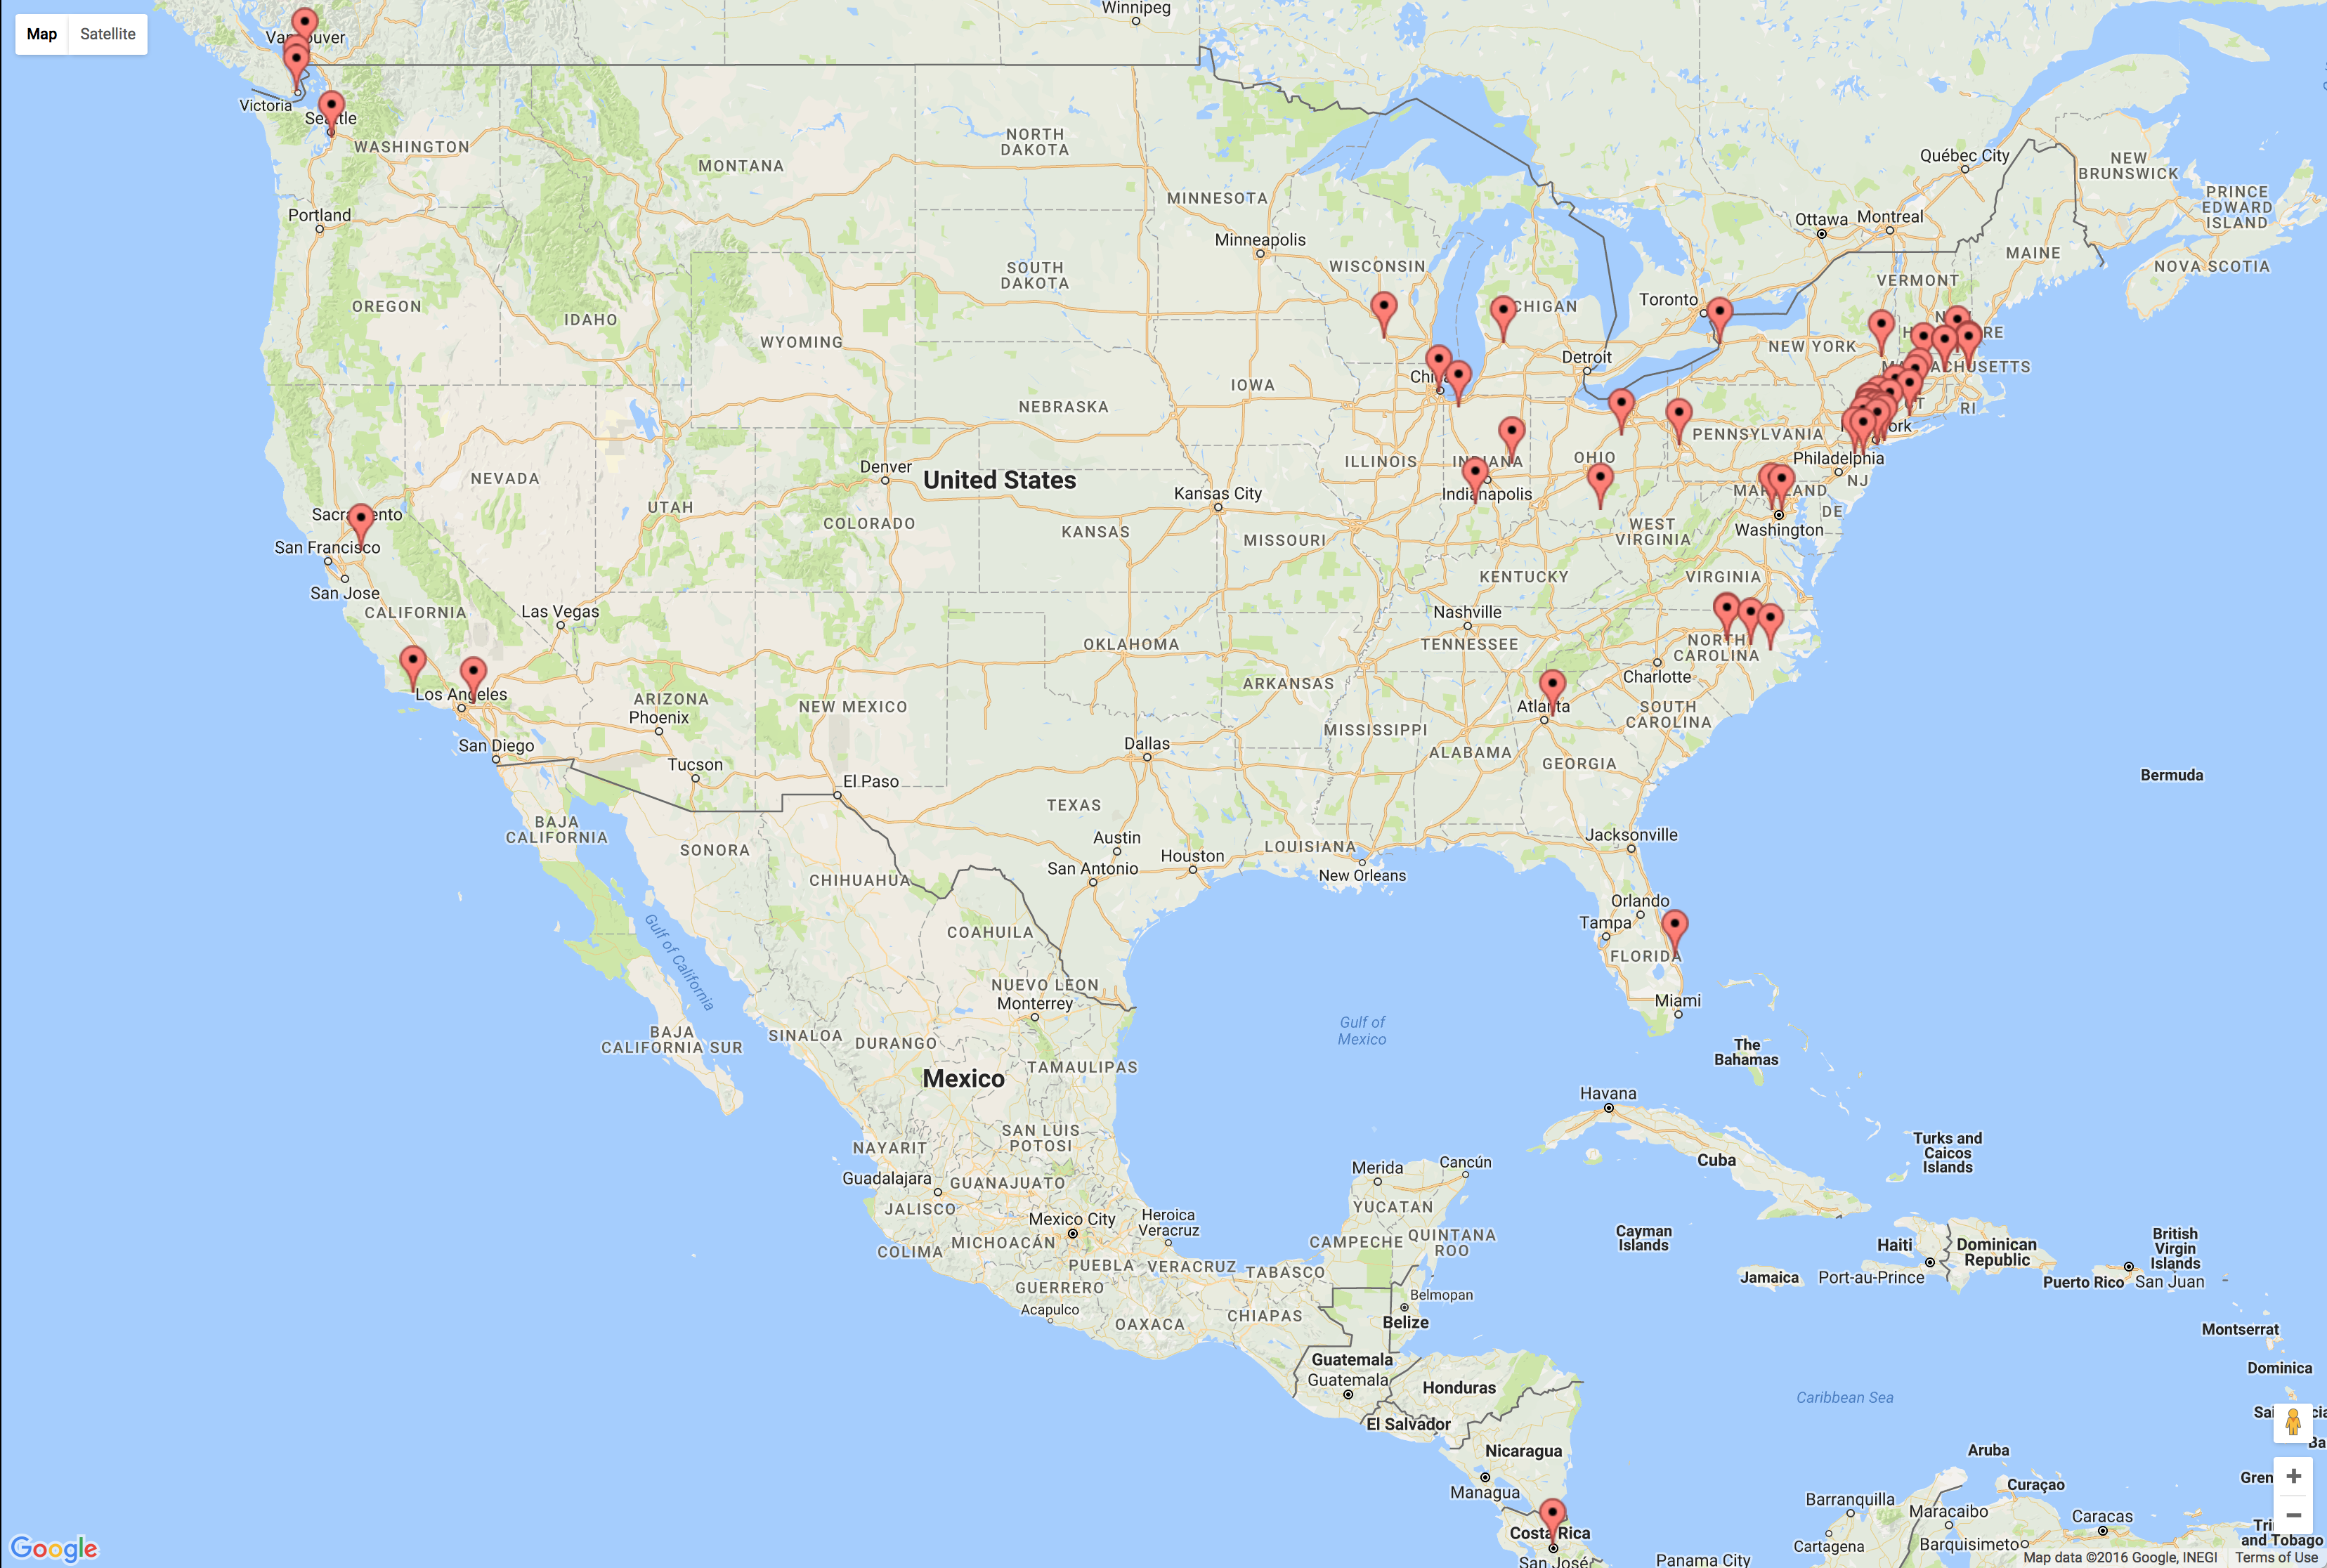 Winnipeg
Map
Satellite
Victoria
WASHINGTON
NORTH
DAKOTA
MONTANA
MINNESOTA
Québec City
NEW
BRUNSWICK
PRINCE
EDWARD
ISLAND
Portland
Ottawa
Montreal
Minneapolis
MAINE
NOVA SCOTIA
WISCONSIN
SOUTH
DAKOTA
VERMONT
OREGON
IDAHO
Toronto
WYOMING
NEW YORK
Detroit
IOWA
NEBRASKA
RI
PENNSYLVANIA
Philadelphia
OHIO
ILLINOIS
Denver
United States
NEVADA
NJ
Kansas City
Indianapolis
UTAH
DE
COLORADO
KANSAS
MISSOURI
WEST
VIRGINIA
Washington
San Francisco
San Jose
KENTUCKY
VIRGINIA
CALIFORNIA
Las Vegas
Nashville
TENNESSEE
OKLAHOMA
NORTH
CAROLINA
Charlotte
ARKANSAS
Los Angeles
ARIZONA
Phoenix
NEW MEXICO
Atlanta
SOUTH
CAROLINA
MISSISSIPPI
San Diego
Dallas
ALABAMA
GEORGIA
Tucson
El Paso
Bermuda
TEXAS
BAJA
CALIFORNIA
SONORA
Austin
Jacksonville
LOUISIANA
Houston
San Antonio
New Orleans
CHIHUAHUA
Orlando
Tampa
Gulf of California
COAHUILA
FLORIDA
NUEVO LEON
Monterrey
Miami
BAJA
CALIFORNIA SUR
SINALOA
DURANGO
Gulf of
Mexico
The
Bahamas
TAMAULIPAS
Mexico
Havana
SAN LUIS
POTOSI
NAYARIT
Turks and
Caicos
Islands
Cuba
Merida
Cancún
Guadalajara
GUANAJUATO
JALISCO
YUCATAN
Mexico City
Heroica
Veracruz
COLIMA
MICHOACÁN
CAMPECHE
QUINTANA
ROO
Cayman
Islands
Haiti
Dominican
Republic
British
Virgin
Islands
PUEBLA
VERACRUZ
TABASCO
Jamaica
Port-au-Prince
Puerto Rico
San Juan
GUERRERO
Acapulco
OAXACA
CHIAPAS
Belmopan
Belize
Montserrat
Guatemala
Guatemala
Dominica
Honduras
Caribbean Sea
El Salvador
Nicaragua
Aruba
Managua
Curaçao
Barranquilla
Maracaibo
Caracas
Costa Rica
Cartagena
Barquisimeto
and Tobago
San José
Panama City
Google
Map data ©2016 Google, INEGI
Terms of Use